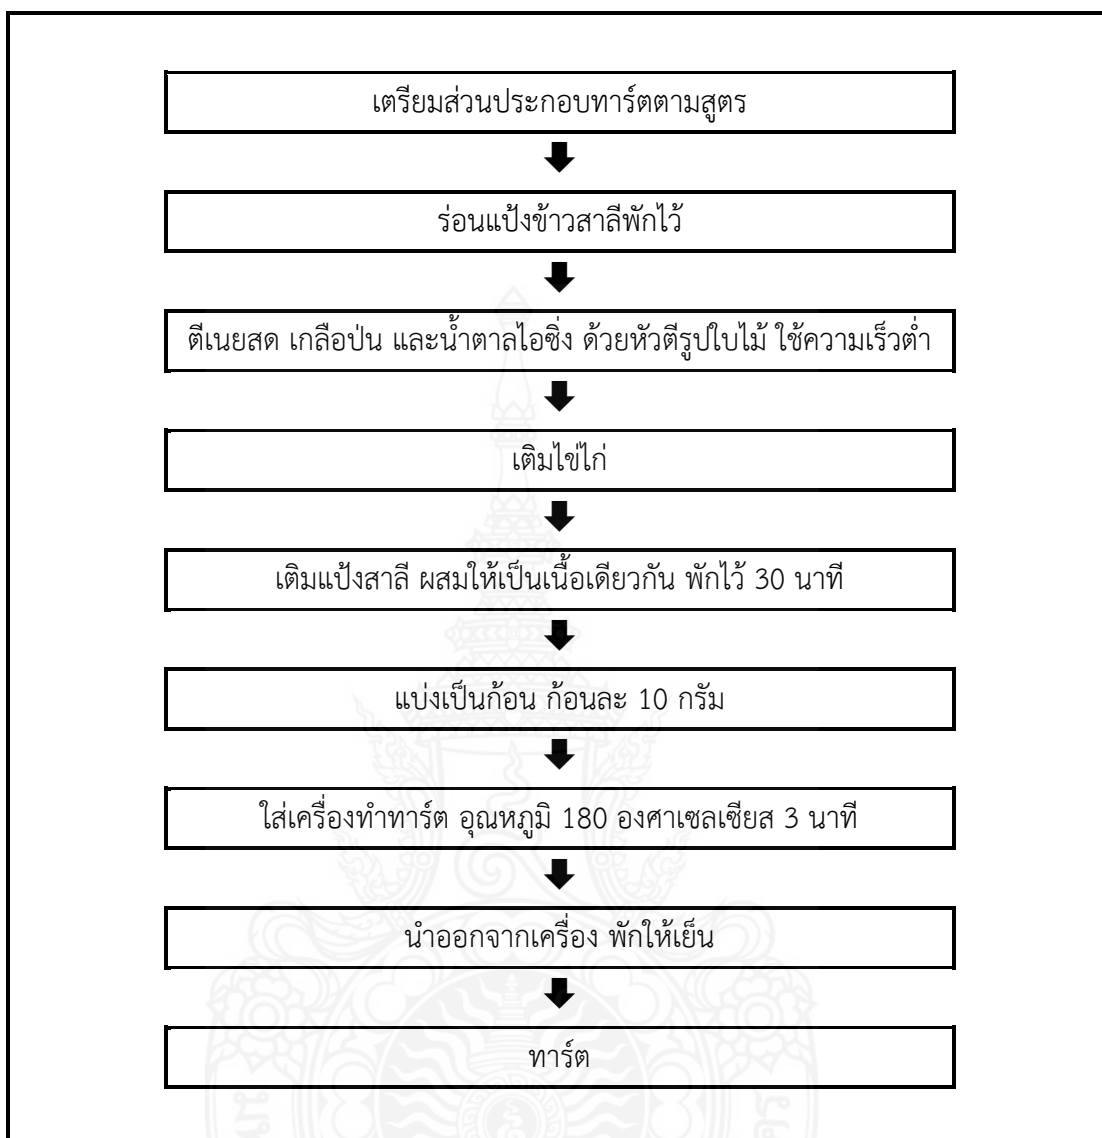 เตรียมส่วนประกอบทาร์ตตามสูตร
ร่อนแป้งข้าวสาลีพักไว้
ตีเนยสด เกลือป่น และน้ำตาลไอซิ่ง ด้วยหัวตีรูปใบไม้ ใช้ความเร็วต่ำ
เติมไข่ไก่
เติมแป้งสาลี ผสมให้เป็นเนื้อเดียวกัน พักไว้ 30 นาที
แบ่งเป็นก้อน ก้อนละ 10 กรัม
ใส่เครื่องทำทาร์ต อุณหภูมิ 180 องศาเซลเซียส 3 นาที
นำออกจากเครื่อง พักให้เย็น
ทาร์ต